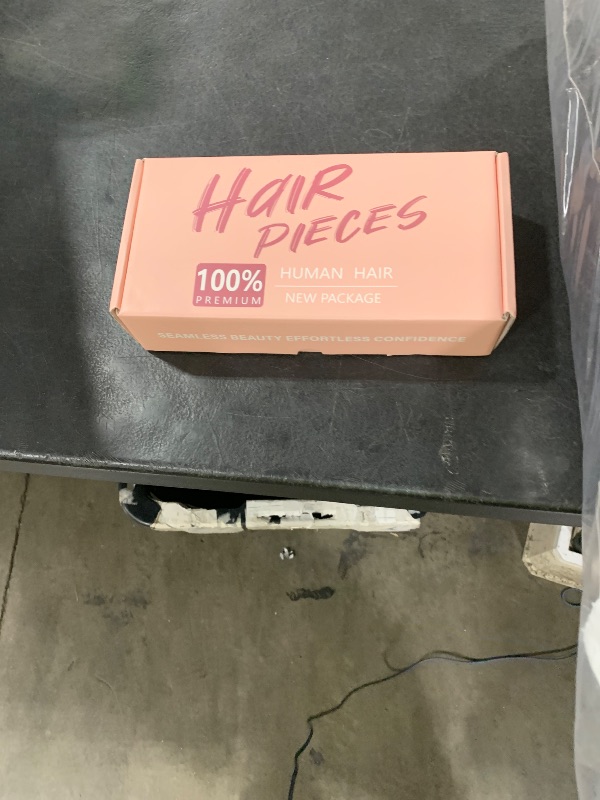 HAIR
PIECES
100%
PREMIUM
HUMAN HAIR
NEW PACKAGE
SEAMLESS BEAUTY EFFORTLESS CONFIDENCE